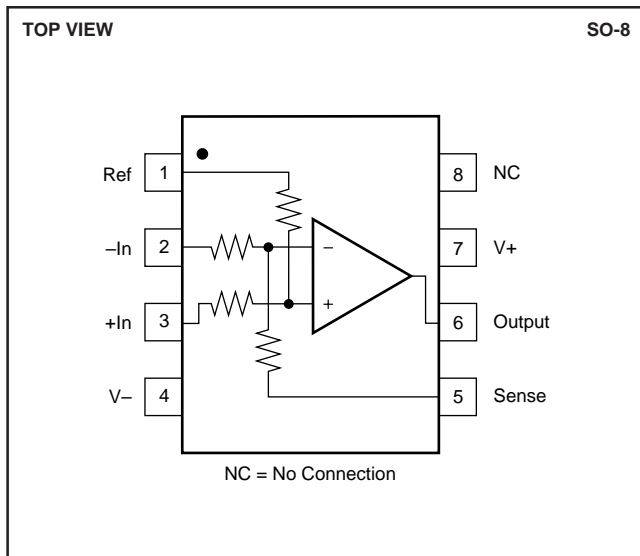 TOP VIEW SO-8
Ref 1 8 NC
–In 2 7 V+
+In 3 6 Output
V– 4 5 Sense
–
+
NC = No Connection